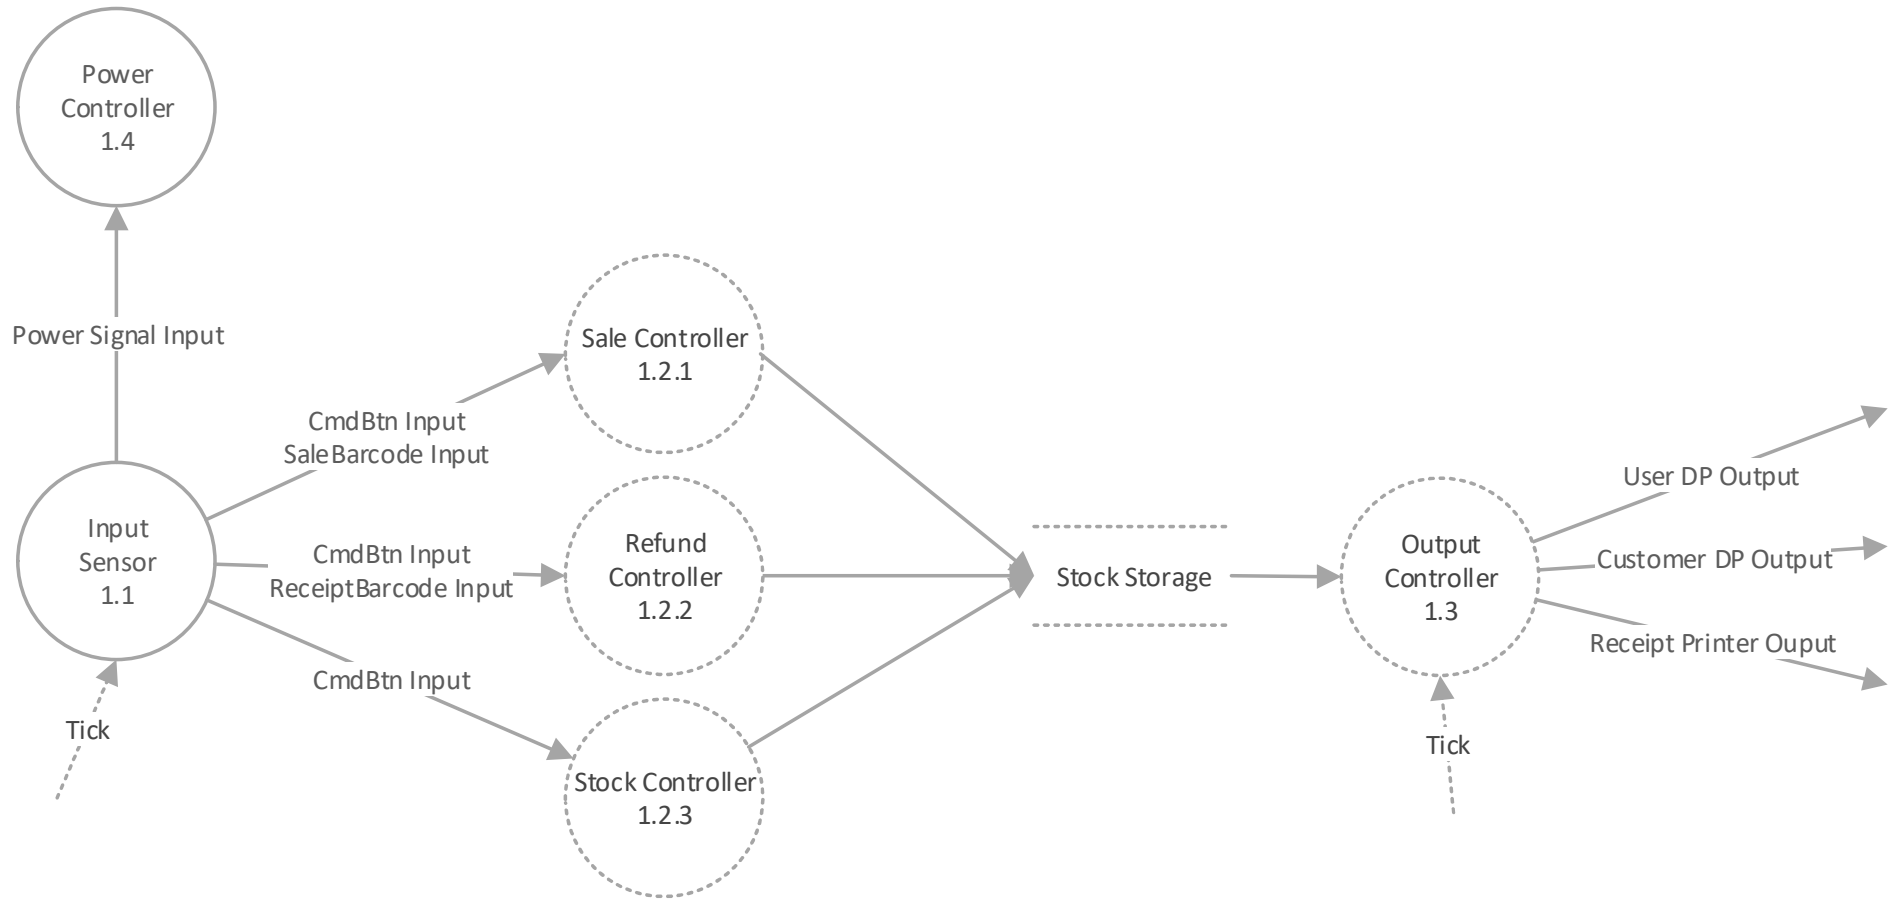 Power
Controller
1.4
Power Signal Input
Sale Controller
1.2.1
CmdBtn Input
SaleBarcode Input
Input
Sensor
1.1
CmdBtn Input
ReceiptBarcode Input
Refund
Controller
1.2.2
CmdBtn Input
Stock Controller
1.2.3
Tick
Stock Storage
Output
Controller
1.3
Tick
User DP Output
Customer DP Output
Receipt Printer Ouput